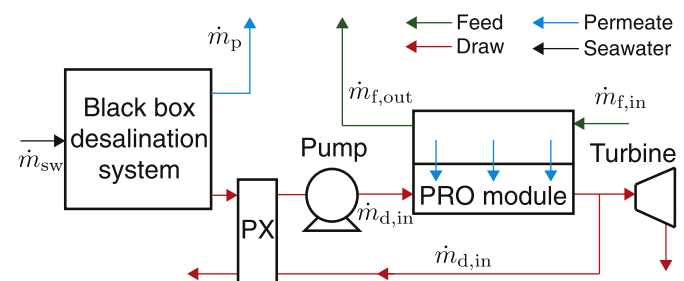 Feed
Permeate
Draw
Seawater
ṁp
ṁf,out
ṁf,in
Black box
desalination
system
ṁsw
Pump
Turbine
PRO module
ṁd,in
PX
ṁd,in